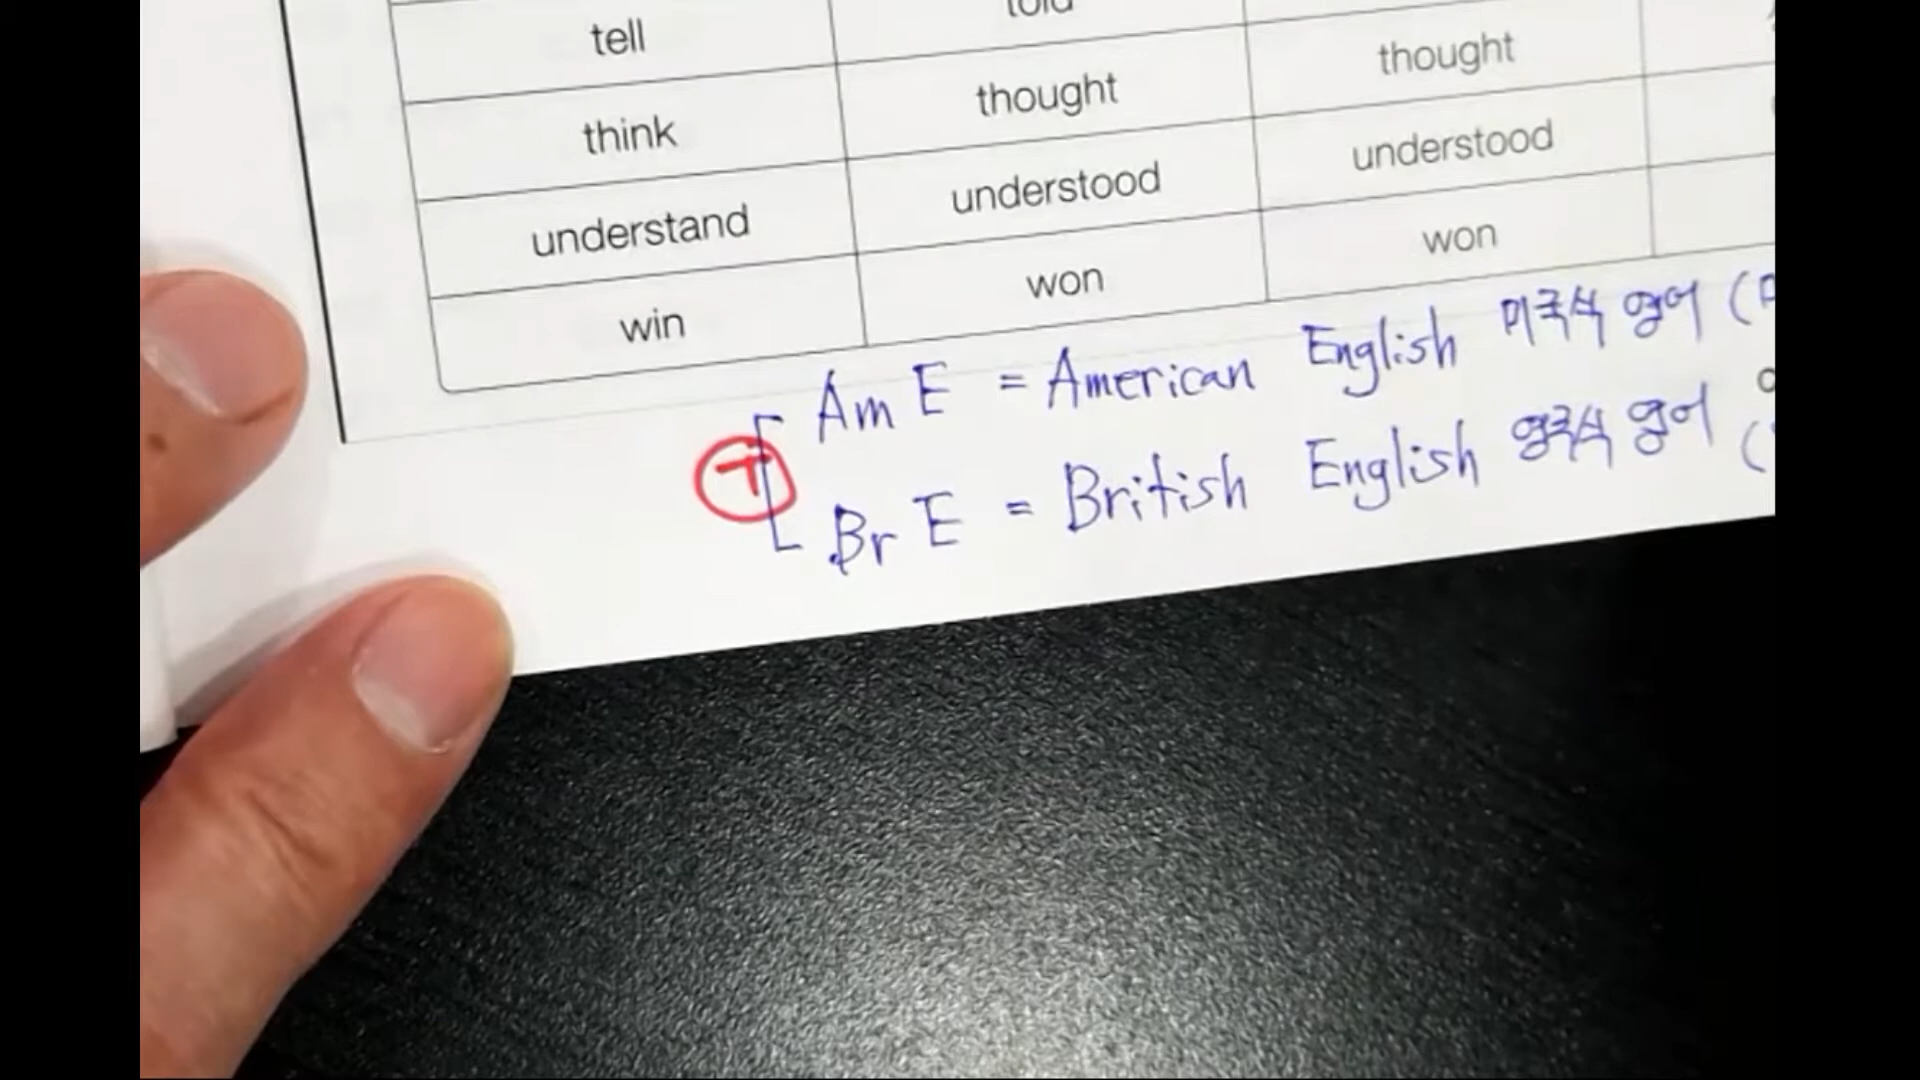 tell told
think thought thought
understand understood understood
win won won
Am E = American English 미국식 영어 (
T
Br E = British English 영국식 영어 (